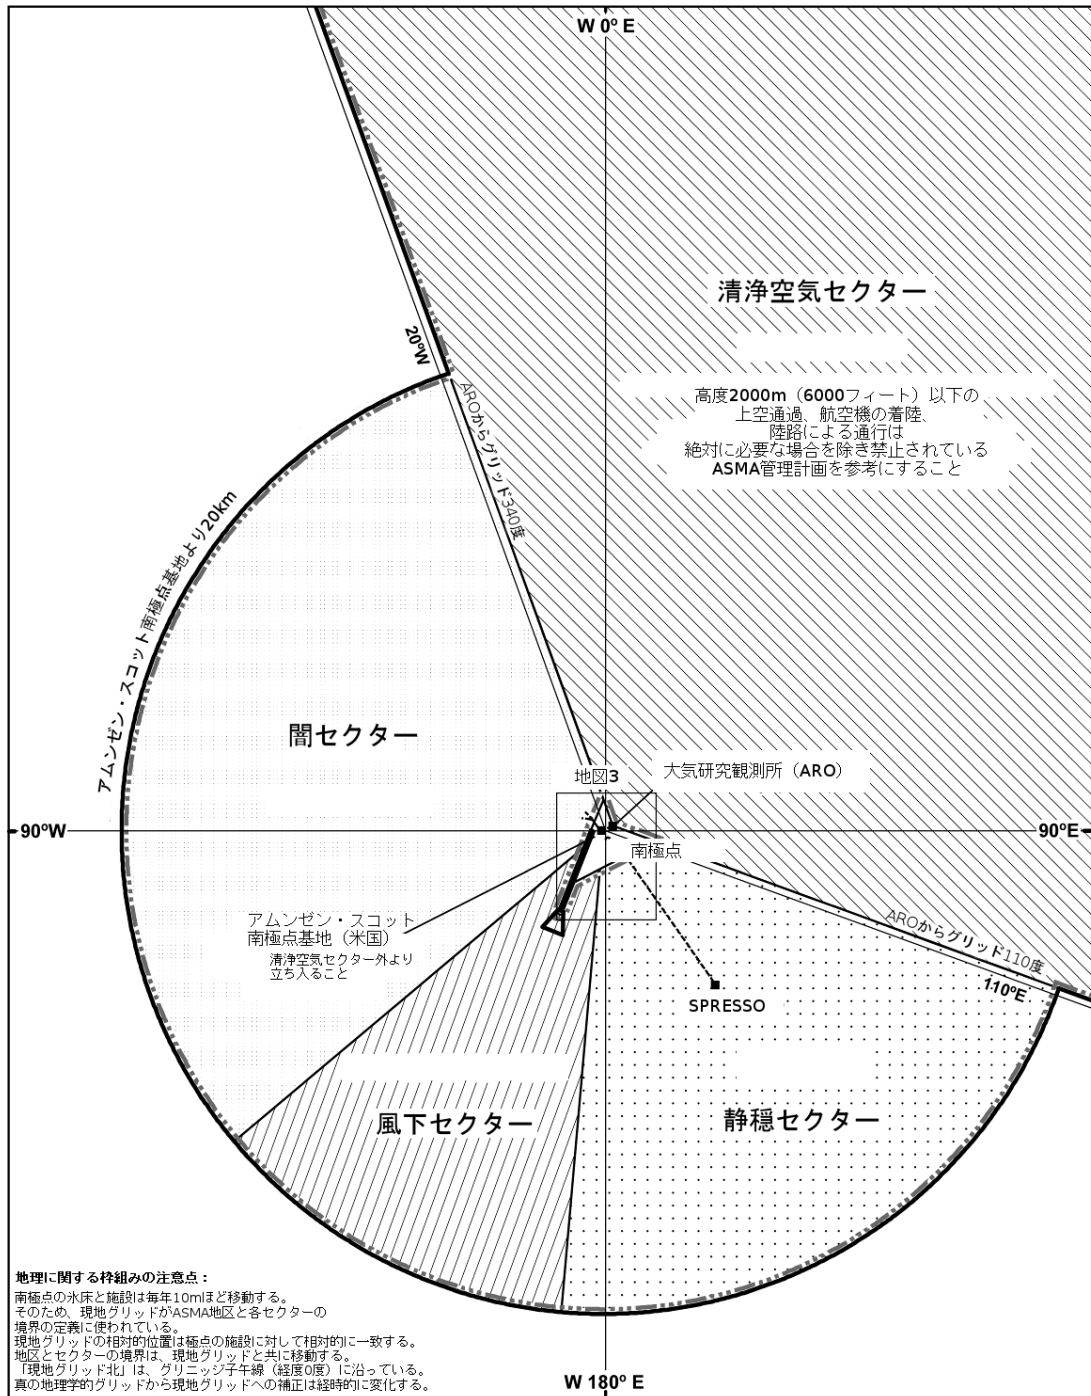 W 0º E
清浄空気セクター
高度2000m（6000フィート）以下の
上空通過、航空機の着陸、
陸路による通行は
絶対に必要な場合を除き禁止されている
ASMA管理計画を参考にすること
20ºW
AROからグリッド340度
アムンゼン・スコット南極点基地より20km
闇セクター
地図3
大気研究観測所（ARO）
90ºW
90ºE
南極点
アムンゼン・スコット
南極点基地（米国）
清浄空気セクター外より
立ち入ること
AROからグリッド110度
110ºE
SPRESSO
風下セクター
静穏セクター
地理に関する枠組みの注意点：
南極点の氷床と施設は毎年10mほど移動する。
そのため、現地グリッドがASMA地区と各セクターの
境界の定義に使われている。
現地グリッドの相対的位置は極点の施設に対して相対的に一致する。
地区とセクターの境界は、現地グリッドと共に移動する。
「現地グリッド北」は、グリニッジ子午線（経度0度）に沿っている。
真の地理学的グリッドから現地グリッドへの補正は経時的に変化する。
W 180º E